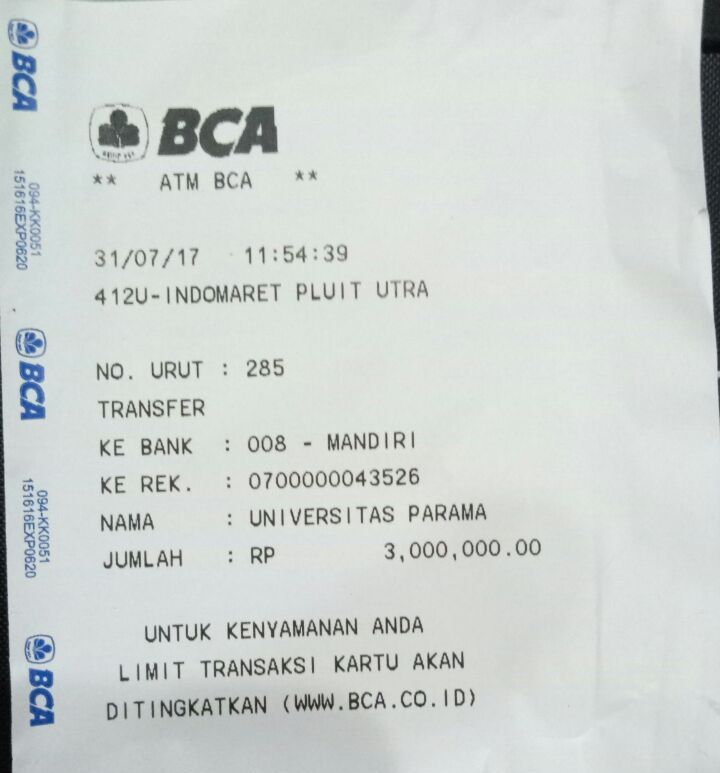 BCA
** ATM BCA **
31/07/17 11:54:39
412U-INDOMARET PLUIT UTRA
NO. URUT : 285
TRANSFER
KE BANK : 008 - MANDIRI
KE REK. : 0700000043526
NAMA : UNIVERSITAS PARAMA
JUMLAH : RP 3,000,000.00
UNTUK KENYAMANAN ANDA
LIMIT TRANSAKSI KARTU AKAN
DITINGKATKAN (WWW.BCA.CO.ID)
BCA
094-KK0051
151616EXP0620
BCA
094-KK0051
151616EXP0620
BCA